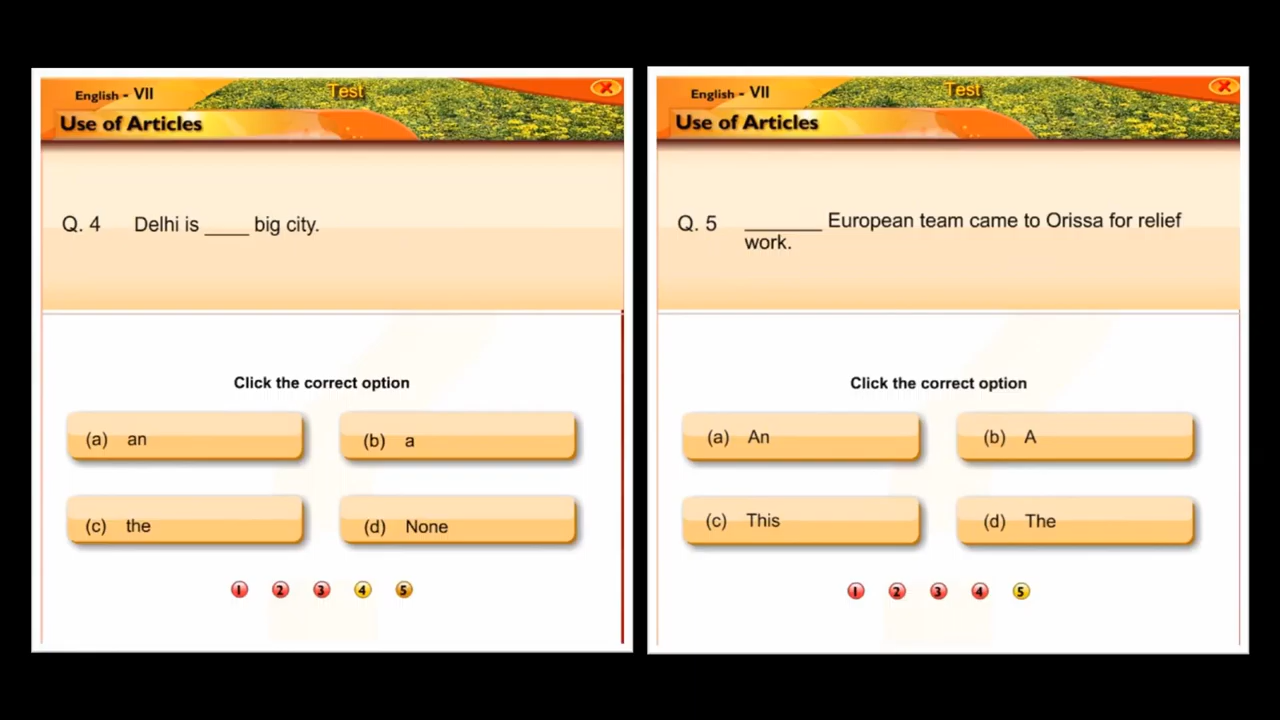 English - VII
Test
Use of Articles
Q. 4 Delhi is ____ big city.
Click the correct option
(a) an
(b) a
(c) the
(d) None
1 2 3 4 5
English - VII
Test
Use of Articles
Q. 5 _______ European team came to Orissa for relief
work.
Click the correct option
(a) An
(b) A
(c) This
(d) The
1 2 3 4 5